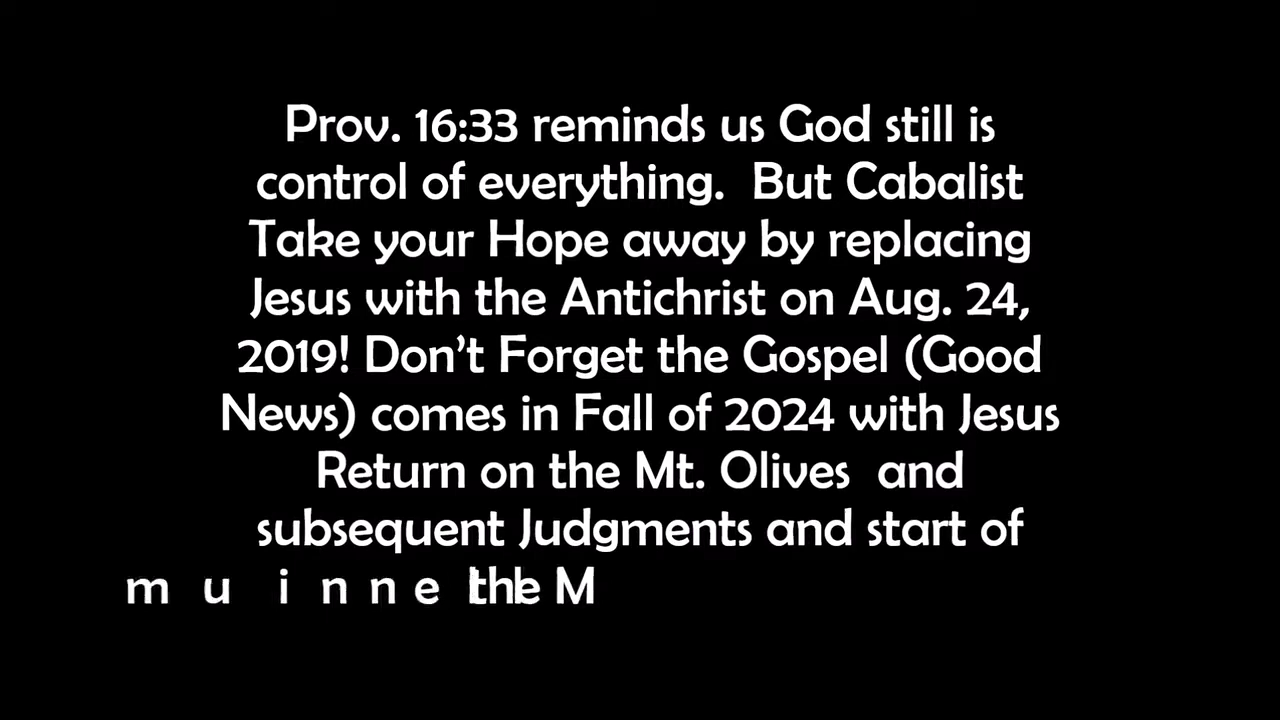 Prov. 16:33 reminds us God still is
control of everything.  But Cabalist
Take your Hope away by replacing
Jesus with the Antichrist on Aug. 24,
2019! Don’t Forget the Gospel (Good
News) comes in Fall of 2024 with Jesus
Return on the Mt. Olives  and
subsequent Judgments and start of
the M